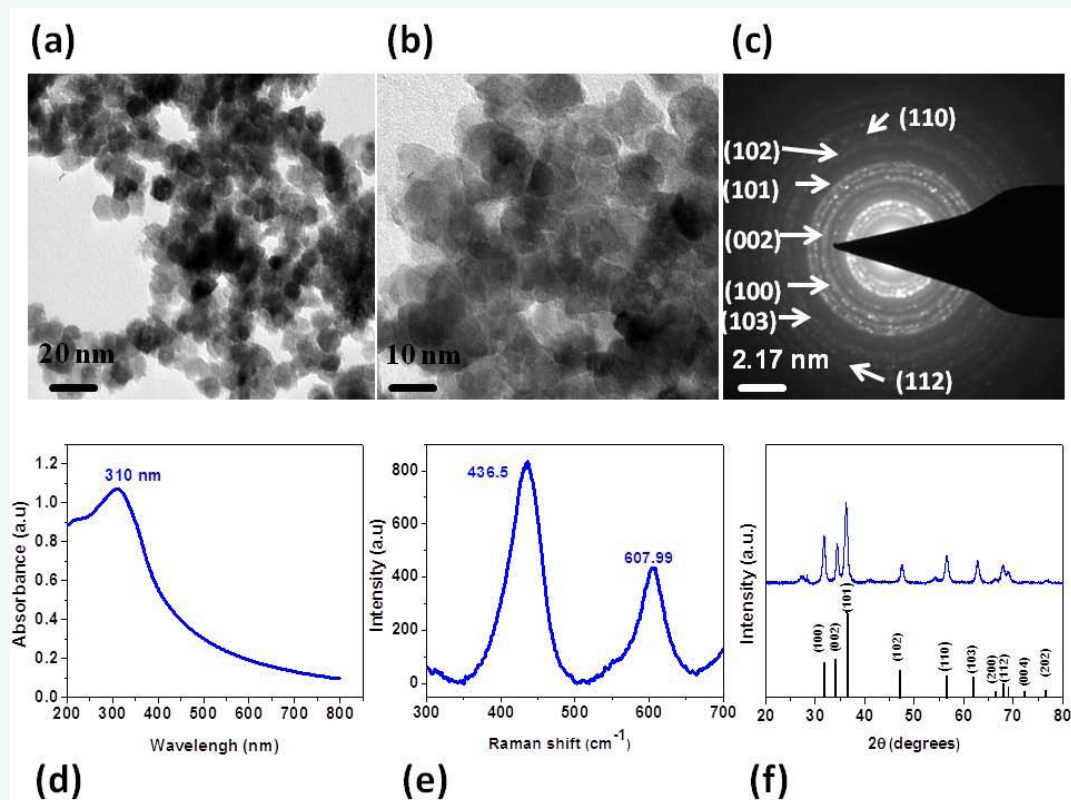 (a)
(b)
(c)
20 nm
10 nm
(110)
(102)
(101)
(002)
(100)
(103)
2.17 nm
(112)
310 nm
Absorbance (a.u)
1.2
1.0
0.8
0.6
0.4
0.2
0.0
200 300 400 500 600 700 800
Wavelengh (nm)
(d)
436.5
607.99
Intensity (a.u)
800
600
400
200
0
300 400 500 600 700
Raman shift (cm⁻¹)
(e)
Intensity (a.u.)
(100)
(002)
(101)
(102)
(110)
(103)
(200)
(112)
(004)
(202)
20 30 40 50 60 70 80
2θ (degrees)
(f)